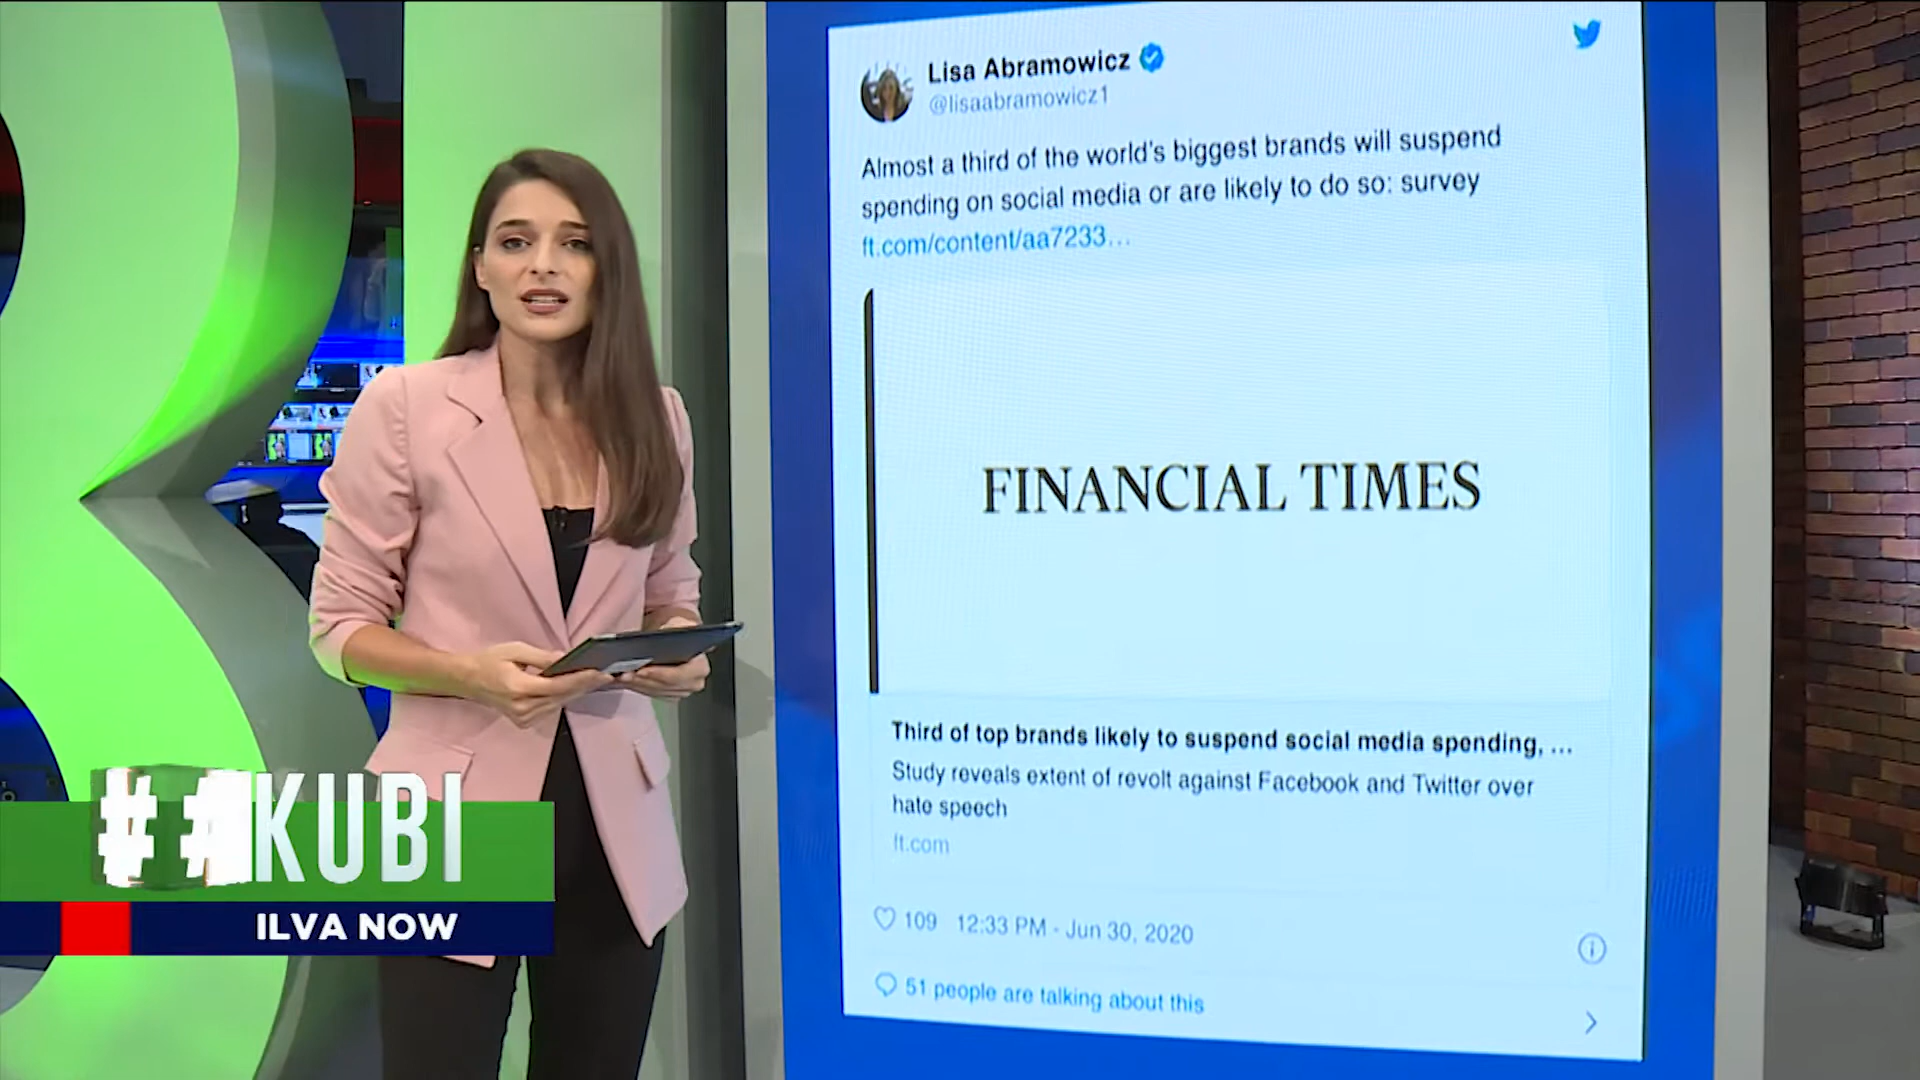 Lisa Abramowicz
@lisaabramowicz1
Almost a third of the world's biggest brands will suspend
spending on social media or are likely to do so: survey
ft.com/content/aa7233...
FINANCIAL TIMES
Third of top brands likely to suspend social media spending, ...
Study reveals extent of revolt against Facebook and Twitter over
hate speech
ft.com
109 12:33 PM - Jun 30, 2020
51 people are talking about this
##KUBI
ILVA NOW